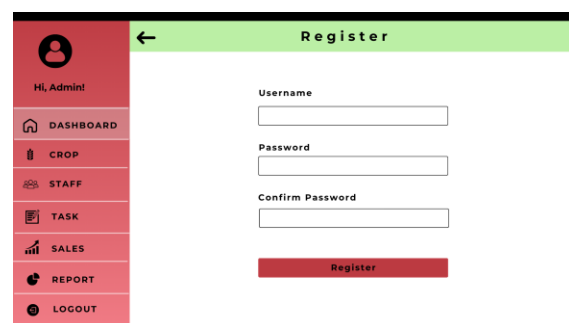 Register
Hi, Admin!
DASHBOARD
CROP
STAFF
TASK
SALES
REPORT
LOGOUT
Username
Password
Confirm Password
Register